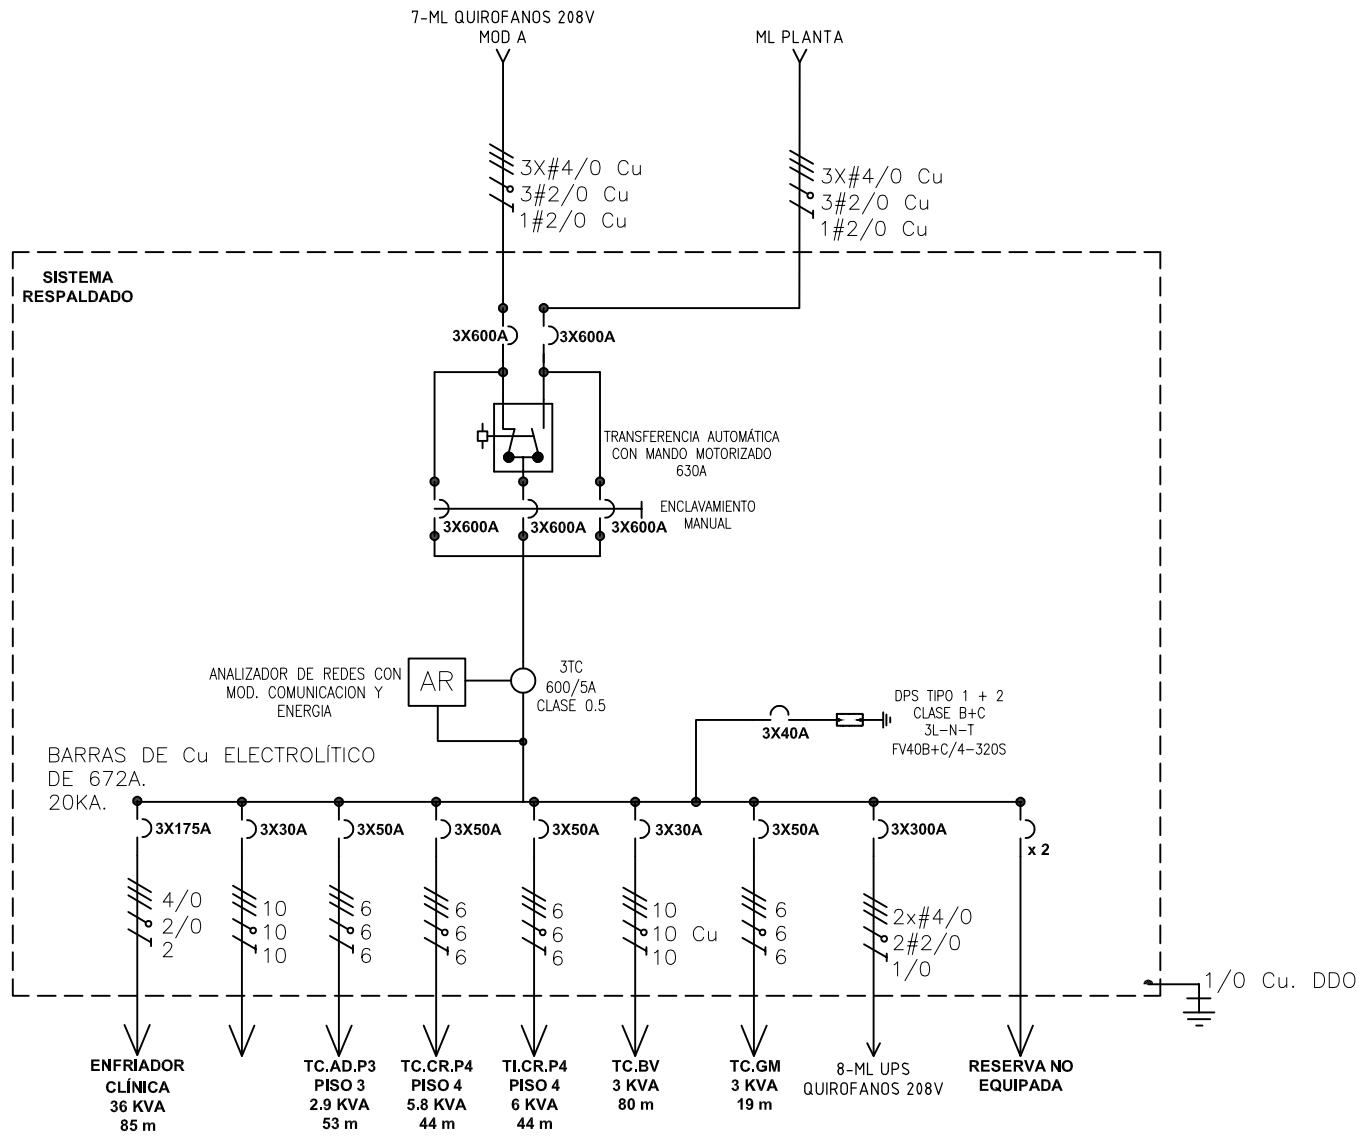 7-ML QUIROFANOS 208V
MOD A
ML PLANTA
3X#4/0 Cu
3#2/0 Cu
1#2/0 Cu
3X#4/0 Cu
3#2/0 Cu
1#2/0 Cu
SISTEMA
RESPALDADO
3X600A
3X600A
TRANSFERENCIA AUTOMÁTICA
CON MANDO MOTORIZADO
630A
ENCLAVAMIENTO
MANUAL
3X600A
3X600A
3X600A
ANALIZADOR DE REDES CON
MOD. COMUNICACION Y
ENERGIA
AR
3TC
600/5A
CLASE 0.5
DPS TIPO 1 + 2
CLASE B+C
3L-N-T
FV40B+C/4-320S
3X40A
BARRAS DE Cu ELECTROLÍTICO
DE 672A.
20KA.
3X175A
3X30A
3X50A
3X50A
3X50A
3X30A
3X50A
3X300A
x 2
4/0
2/0
2
10
10
10
6
6
6
6
6
6
6
6
6
10
10 Cu
10
6
6
6
2x#4/0
2#2/0
1/0
1/0 Cu. DDO
ENFRIADOR
CLÍNICA
36 KVA
85 m
TC.AD.P3
PISO 3
2.9 KVA
53 m
TC.CR.P4
PISO 4
5.8 KVA
44 m
TI.CR.P4
PISO 4
6 KVA
44 m
TC.BV
3 KVA
80 m
TC.GM
3 KVA
19 m
8-ML UPS
QUIROFANOS 208V
RESERVA NO
EQUIPADA